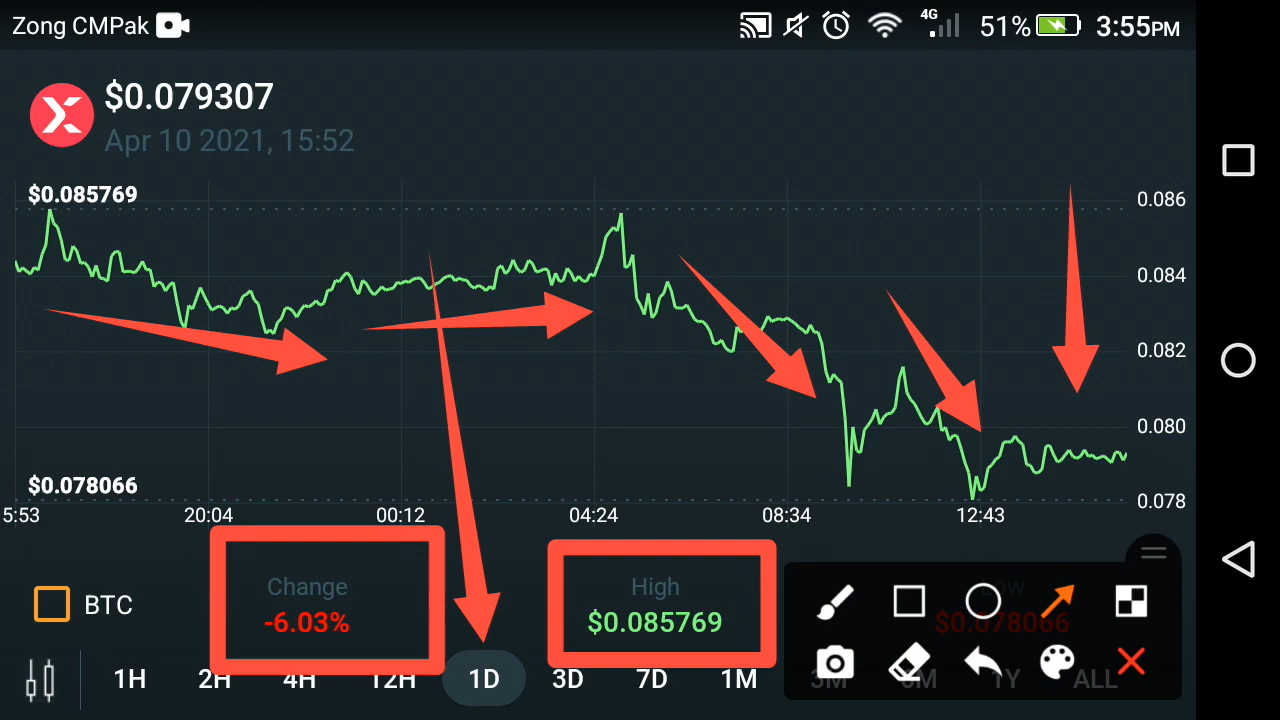 Zong CMPak 4G 51% 3:55PM
$0.079307
Apr 10 2021, 15:52
$0.085769
0.086
0.084
0.082
0.080
$0.078066
0.078
5:53 20:04 00:12 04:24 08:34 12:43
Change High Low
BTC -6.03% $0.085769 $0.078066
1H 2H 4H 12H 1D 3D 7D 1M 3M 6M 1Y ALL